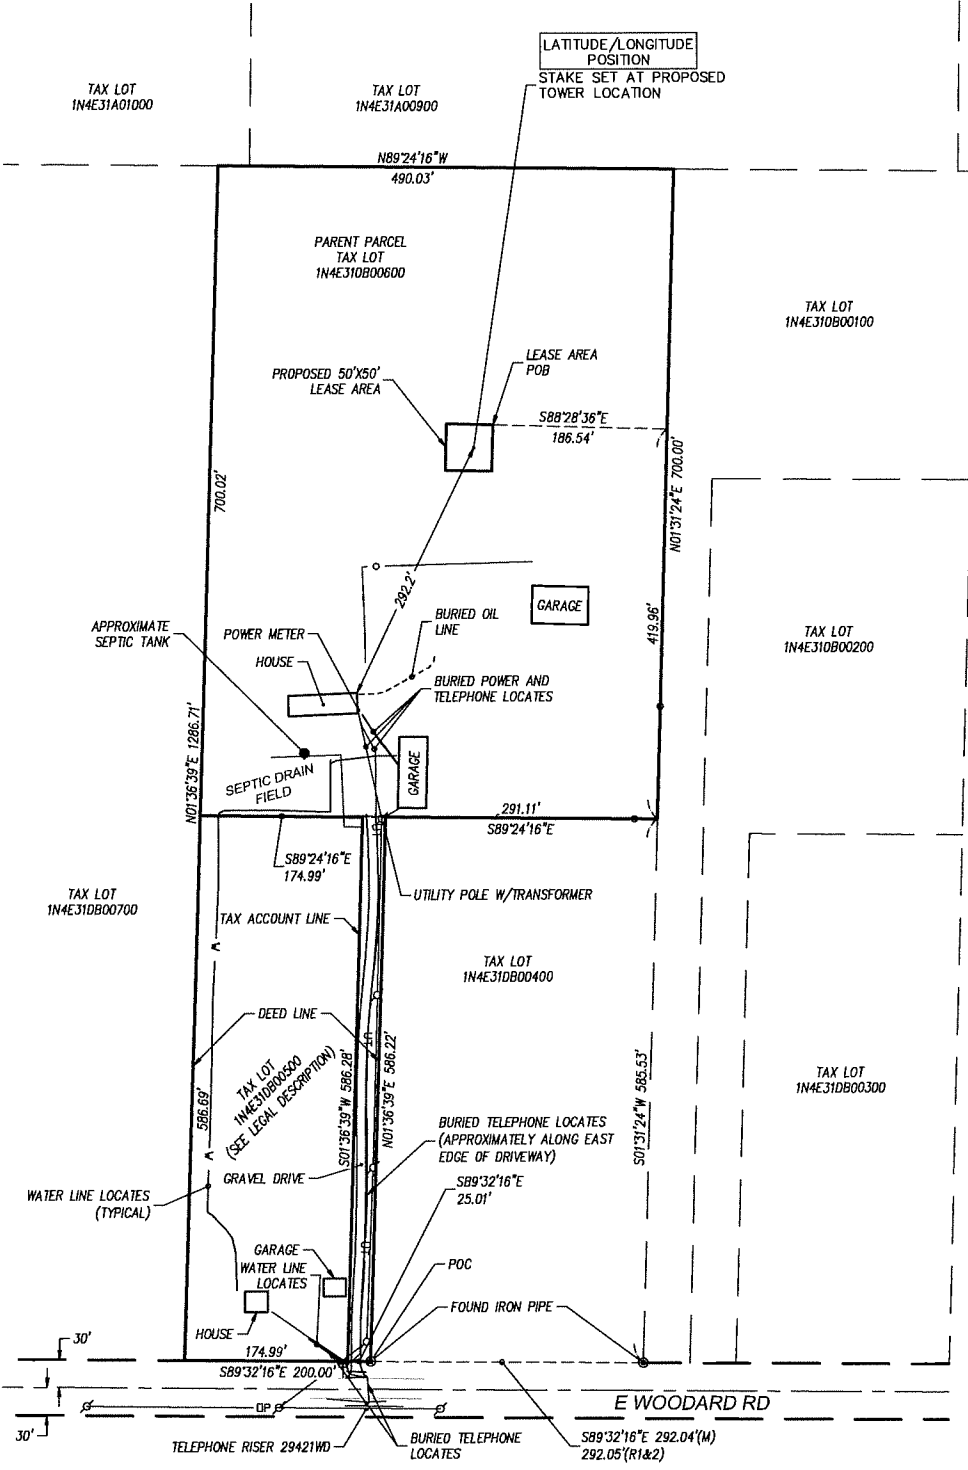 LATITUDE/LONGITUDE
POSITION
STAKE SET AT PROPOSED
TOWER LOCATION
TAX LOT
1N4E31A01000
TAX LOT
1N4E31A00900
N89°24'16"W
490.03'
PARENT PARCEL
TAX LOT
1N4E31DB00600
TAX LOT
1N4E31DB00100
LEASE AREA
POB
PROPOSED 50'X50'
LEASE AREA
S88°28'36"E
186.54'
700.02'
N01°31'24"E 700.00'
292.2'
GARAGE
BURIED OIL
LINE
APPROXIMATE
SEPTIC TANK
POWER METER
HOUSE
419.96'
TAX LOT
1N4E31DB00200
BURIED POWER AND
TELEPHONE LOCATES
N01°36'39"E 1286.71'
GARAGE
SEPTIC DRAIN
FIELD
291.11'
S89°24'16"E
UT
S89°24'16"E
174.99'
TAX LOT
1N4E31DB00700
UTILITY POLE W/TRANSFORMER
TAX ACCOUNT LINE
W
TAX LOT
1N4E31DB00400
DEED LINE
UT
TAX LOT
1N4E31DB00500
(SEE LEGAL DESCRIPTION)
586.69'
S01°36'39"W 586.28'
N01°36'39"E 586.22'
S01°31'24"W 585.53'
TAX LOT
1N4E31DB00300
BURIED TELEPHONE LOCATES
(APPROXIMATELY ALONG EAST
EDGE OF DRIVEWAY)
W
GRAVEL DRIVE
S89°32'16"E
25.01'
WATER LINE LOCATES
(TYPICAL)
UT
GARAGE
WATER LINE
LOCATES
POC
FOUND IRON PIPE
HOUSE
30'
174.99'
S89°32'16"E 200.00'
E WOODARD RD
OP
30'
TELEPHONE RISER 29421WD
BURIED TELEPHONE
LOCATES
S89°32'16"E 292.04'(M)
292.05'(R1&2)